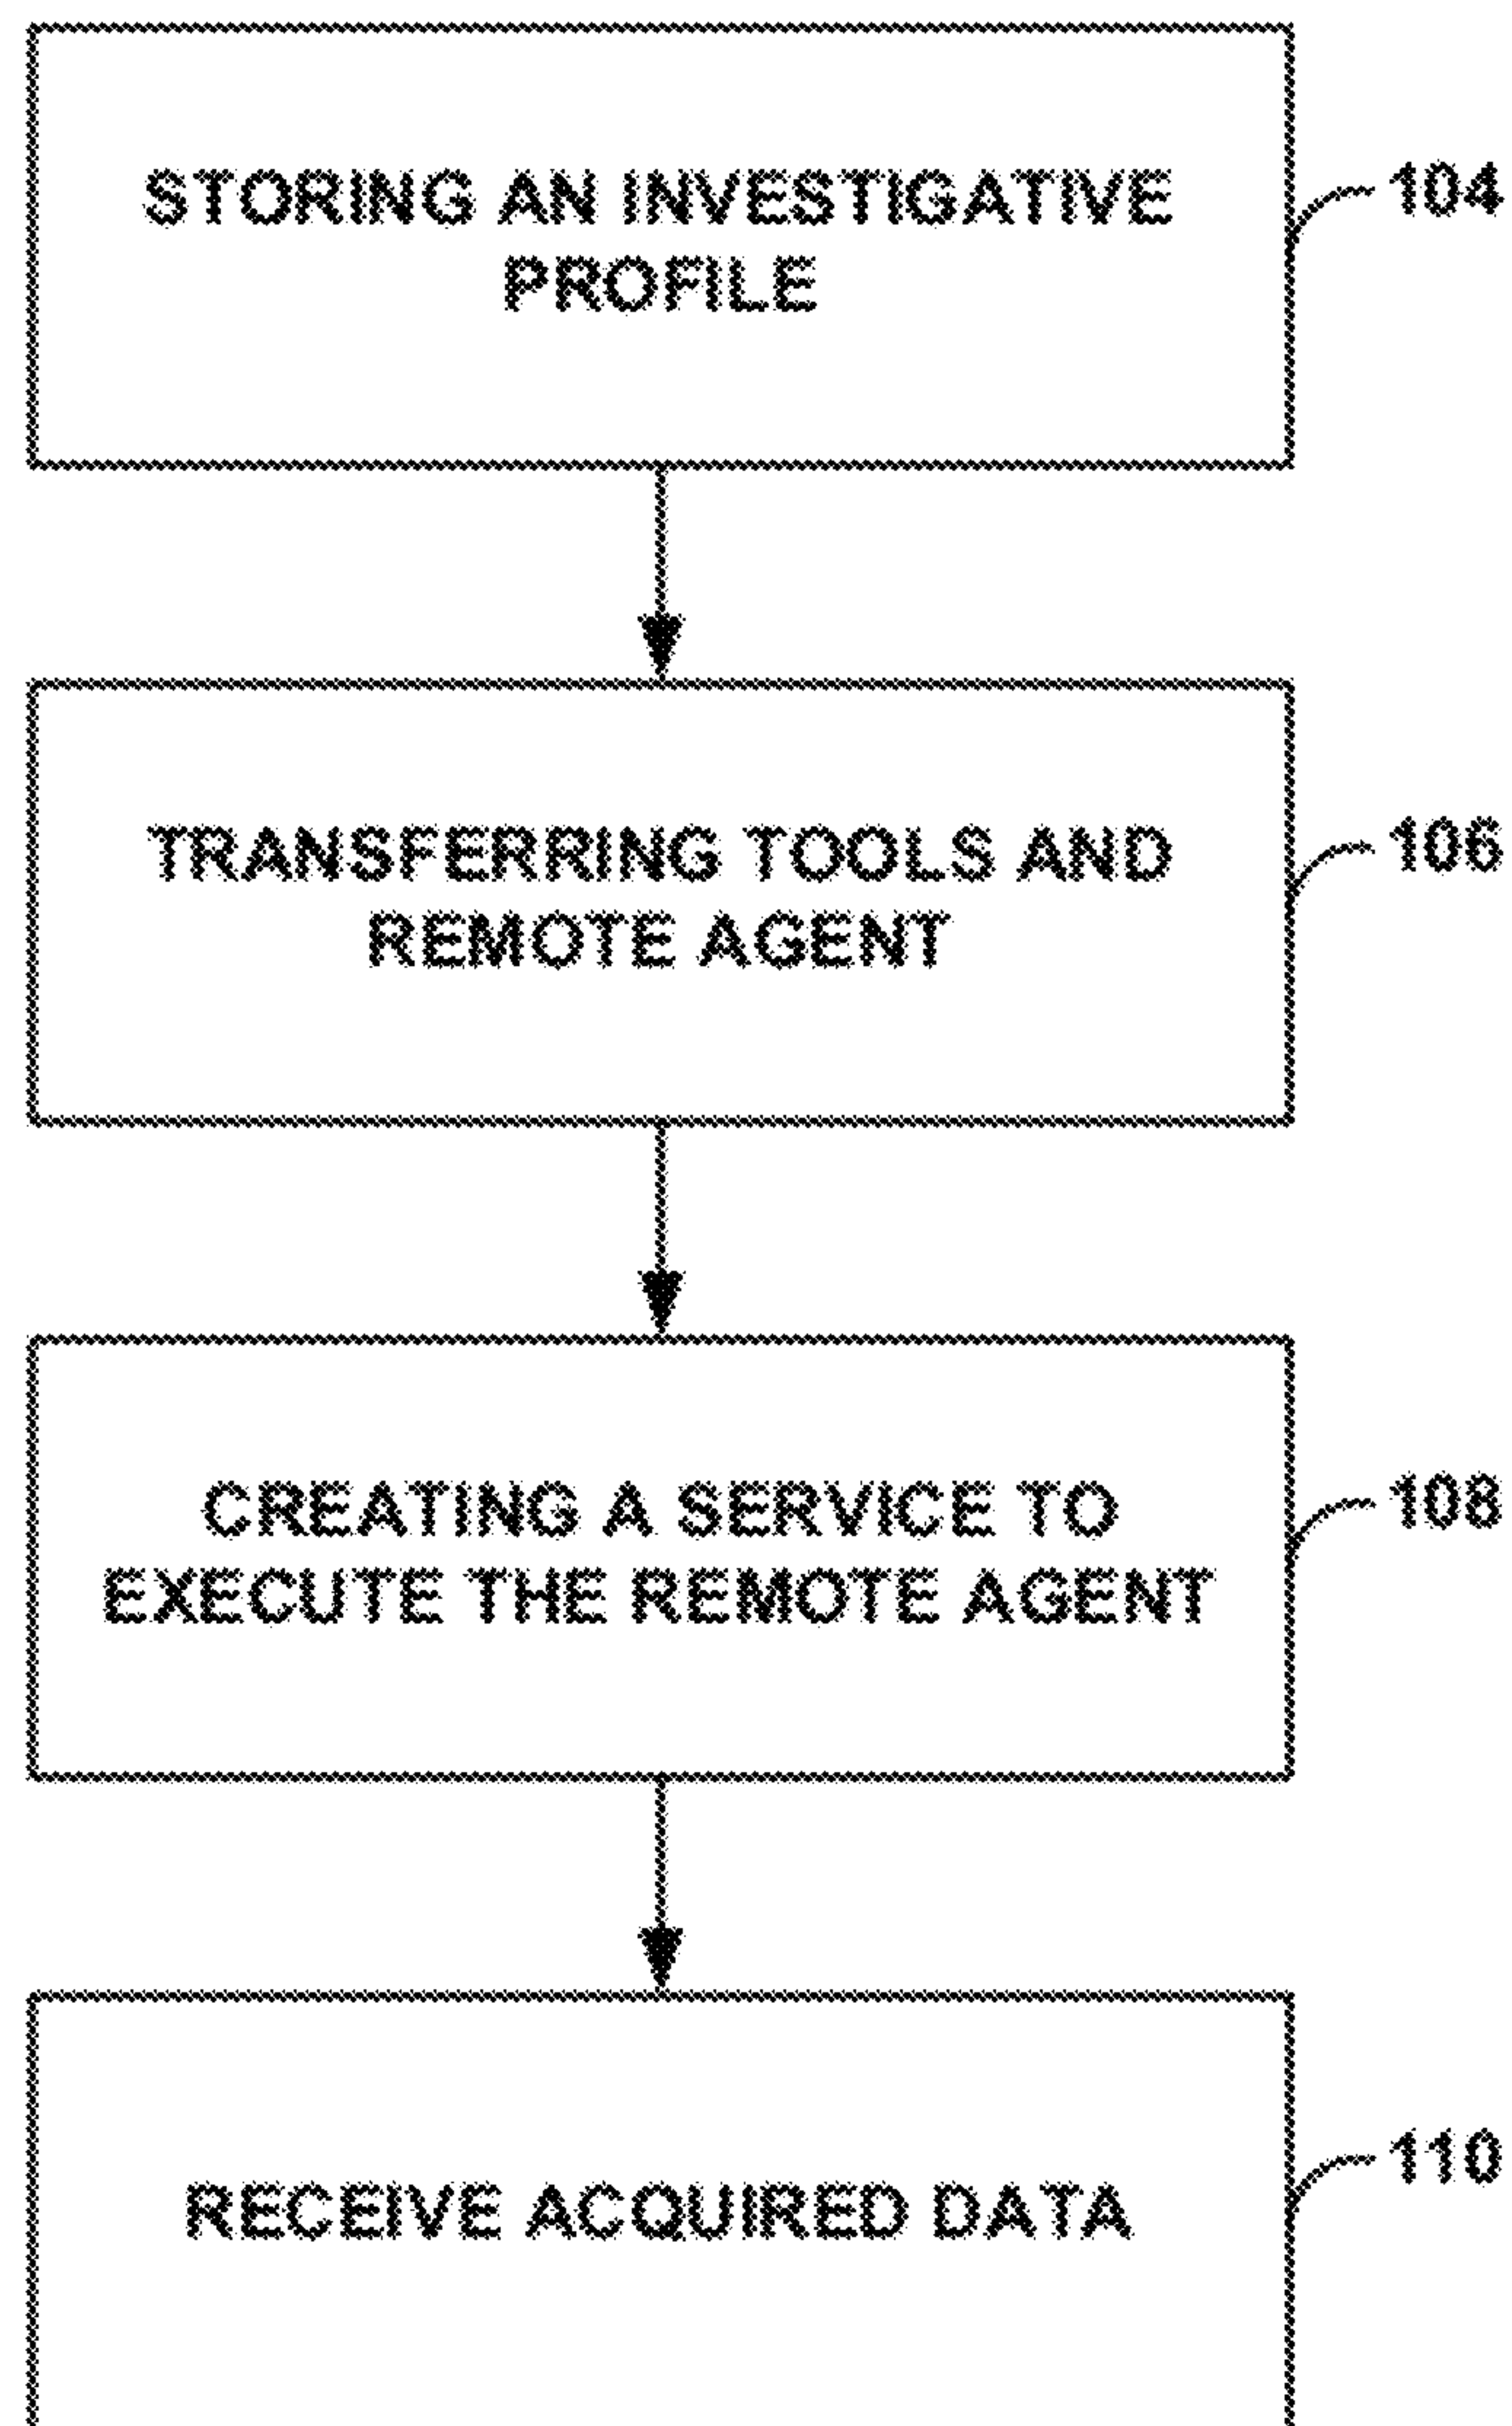 STORING AN INVESTIGATIVE
PROFILE
104
TRANSFERRING TOOLS AND
REMOTE AGENT
106
CREATING A SERVICE TO
EXECUTE THE REMOTE AGENT
108
RECEIVE ACQUIRED DATA
110